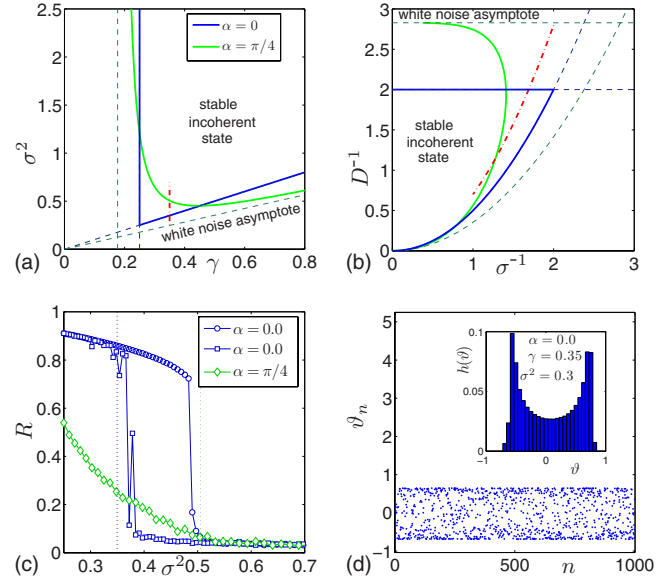 2.5
2
1.5
1
0.5
0
σ²
α = 0
α = π/4
stable
incoherent
state
white noise asymptote
0 0.2 0.4 0.6 0.8
γ
(a)
3
2.5
2
1.5
1
0.5
0
D⁻¹
white noise asymptote
stable
incoherent
state
0 1 2 3
σ⁻¹
(b)
1
0.8
0.6
0.4
0.2
0
R
α = 0.0
α = 0.0
α = π/4
0.3 0.4 0.5 0.6 0.7
σ²
(c)
5
4
3
2
1
0
-1
ϑₙ
0.1
0.05
0
h(ϑ)
α = 0.0
γ = 0.35
σ² = 0.3
-1 0 1
ϑ
0 500 1000
n
(d)